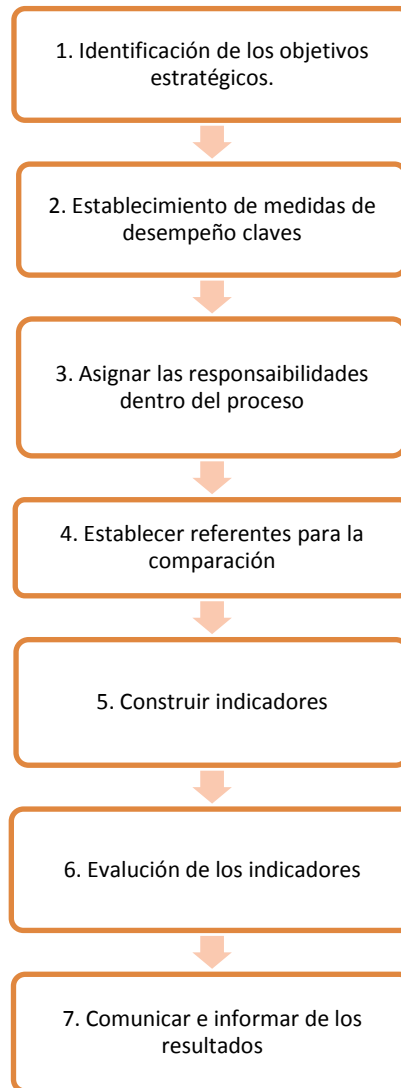 1. Identificación de los objetivos
estratégicos.
2. Establecimiento de medidas de
desempeño claves
3. Asignar las responsaibilidades
dentro del proceso
4. Establecer referentes para la
comparación
5. Construir indicadores
6. Evalución de los indicadores
7. Comunicar e informar de los
resultados